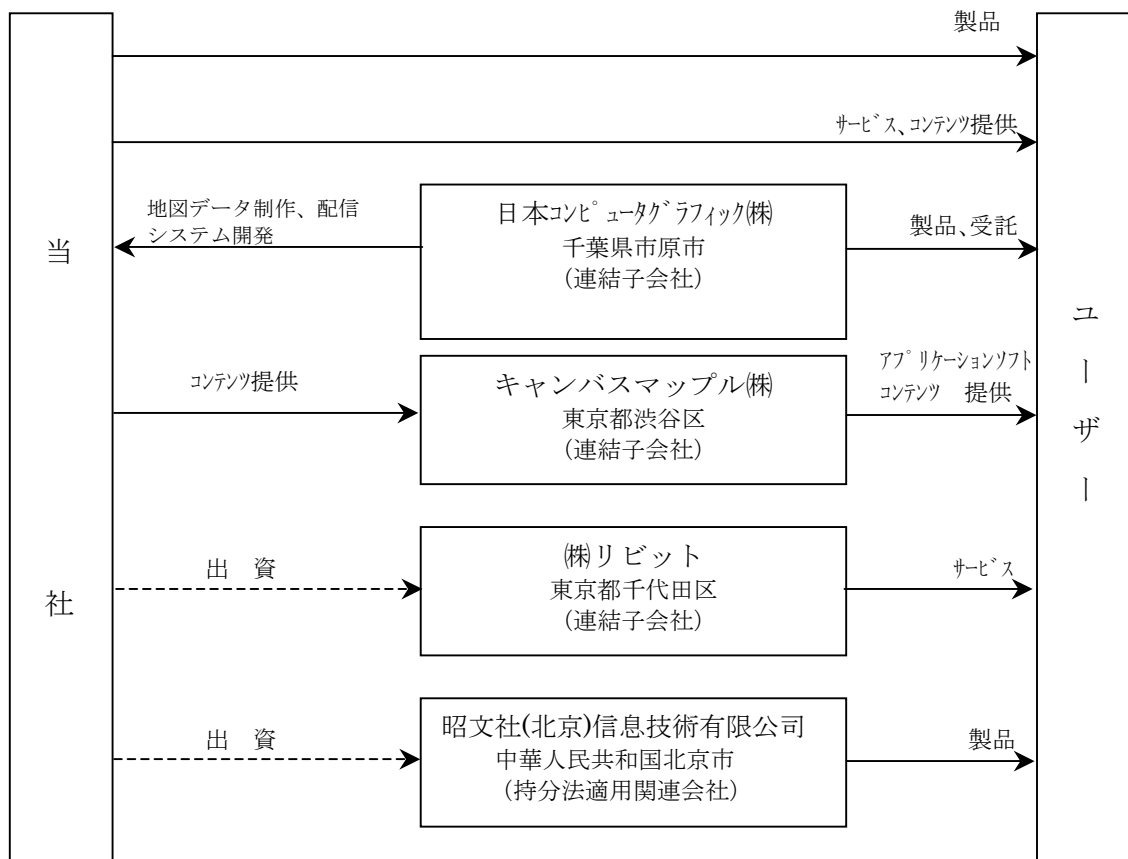 製品
サービス、コンテンツ提供
地図データ制作、配信
システム開発
日本コンピュータグラフィック㈱
千葉県市原市
(連結子会社)
製品、受託
当社
ユーザー
コンテンツ提供
キャンバスマップル㈱
東京都渋谷区
(連結子会社)
アプリケーションソフト
コンテンツ 提供
出 資
㈱リビット
東京都千代田区
(連結子会社)
サービス
出 資
昭文社(北京)信息技術有限公司
中華人民共和国北京市
(持分法適用関連会社)
製品